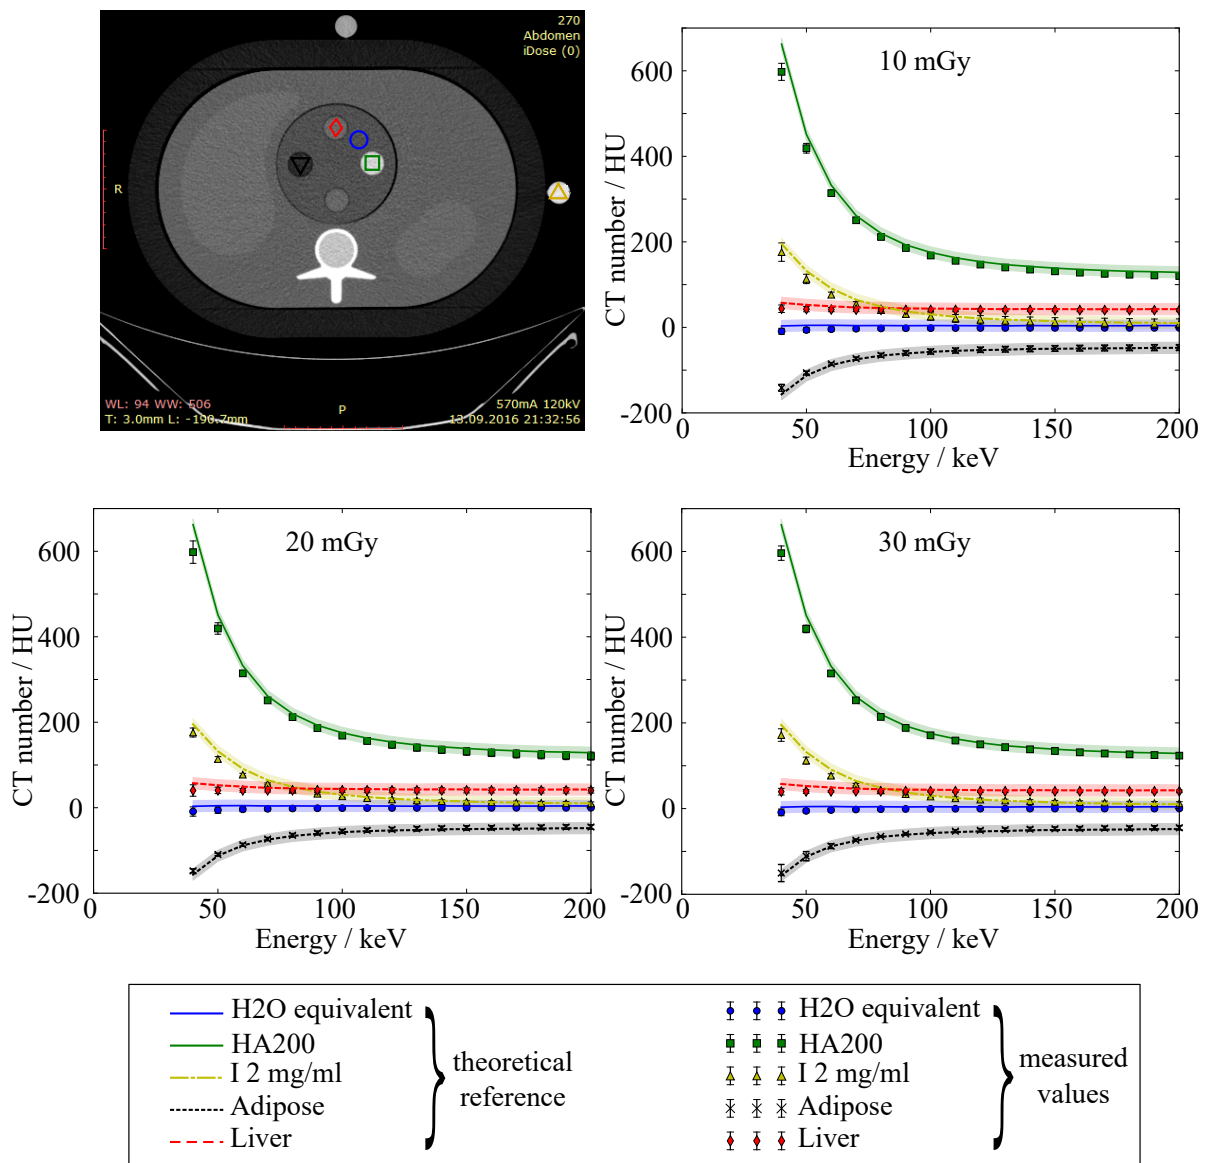 270
Abdomen
iDose (0)
R
WL: 94 WW: 506
T: 3.0mm L: -190.7mm
P
570mA 120kV
13.09.2016 21:32:56
10 mGy
CT number / HU
600
400
200
0
-200
0 50 100 150 200
Energy / keV
20 mGy
CT number / HU
600
400
200
0
-200
0 50 100 150 200
Energy / keV
30 mGy
CT number / HU
600
400
200
0
-200
0 50 100 150 200
Energy / keV
H2O equivalent
HA200
I 2 mg/ml
Adipose
Liver
theoretical
reference
H2O equivalent
HA200
I 2 mg/ml
Adipose
Liver
measured
values